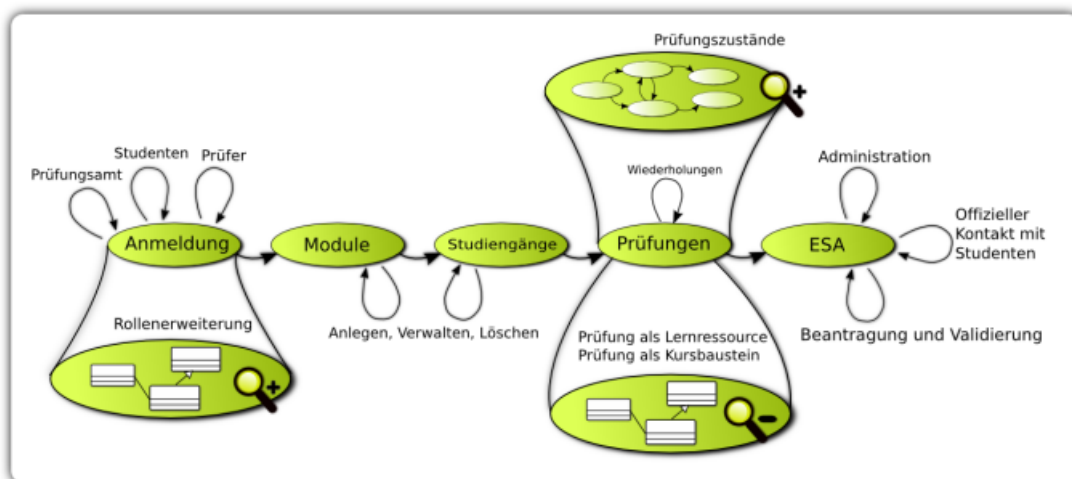 Prüfungszustände
Studenten
Prüfer
Prüfungsamt
Wiederholungen
Administration
Offizieller
Kontakt mit
Studenten
Anmeldung
Module
Studiengänge
Prüfungen
ESA
Rollenerweiterung
Anlegen, Verwalten, Löschen
Prüfung als Lernressource
Prüfung als Kursbaustein
Beantragung und Validierung